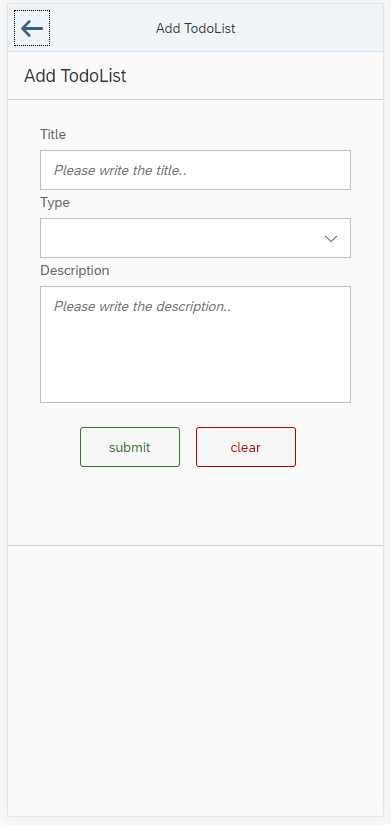 Add TodoList
Add TodoList
Title
Please write the title..
Type
Description
Please write the description..
submit clear